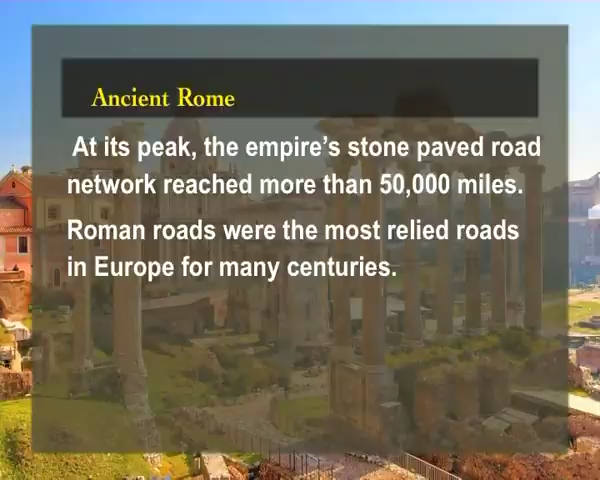 Ancient Rome
At its peak, the empire's stone paved road
network reached more than 50,000 miles.
Roman roads were the most relied roads
in Europe for many centuries.